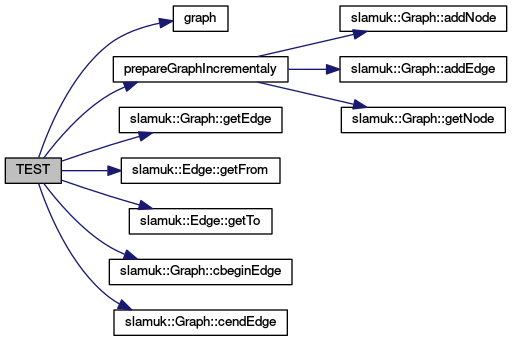 graph
slamuk::Graph::addNode
prepareGraphIncrementaly
slamuk::Graph::addEdge
slamuk::Graph::getEdge
slamuk::Graph::getNode
TEST
slamuk::Edge::getFrom
slamuk::Edge::getTo
slamuk::Graph::cbeginEdge
slamuk::Graph::cendEdge